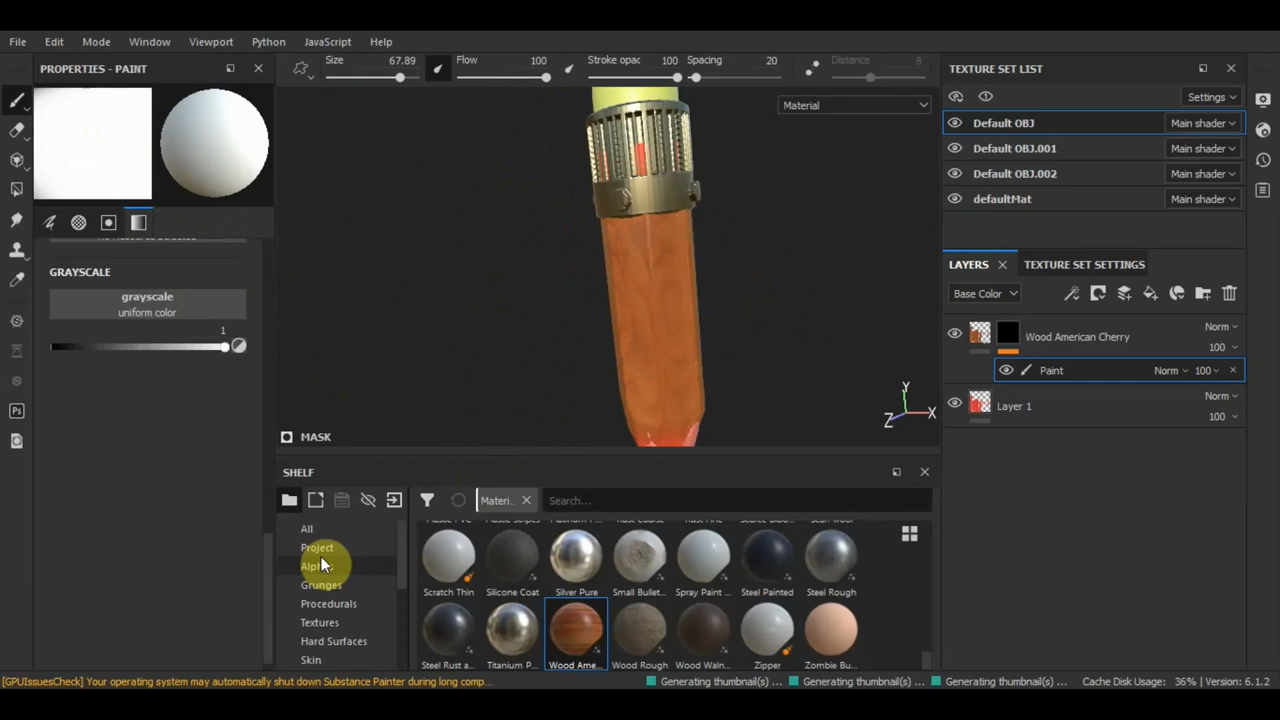 File Edit Mode Window Viewport Python JavaScript Help
PROPERTIES - PAINT
Size 67.89 Flow 100 Stroke opac 100 Spacing 20 Distance 8
Material
TEXTURE SET LIST
Settings
Default OBJ Main shader
Default OBJ.001 Main shader
Default OBJ.002 Main shader
defaultMat Main shader
GRAYSCALE
grayscale
uniform color
1
LAYERS TEXTURE SET SETTINGS
Base Color
Wood American Cherry Norm
100
Paint Norm 100
Layer 1 Norm
100
Y
Z X
MASK
Ps
SHELF
Materi... Search...
All
Project
Alphas
Grunges
Procedurals
Textures
Hard Surfaces
Skin
Scratch Thin Silicone Coat Silver Pure Small Bullet... Spray Paint ... Steel Painted Steel Rough
Steel Rust a... Titanium P... Wood Ame... Wood Rough Wood Waln... Zipper Zombie Bu...
[GPUIssuesCheck] Your operating system may automatically shut down Substance Painter during long comp... Generating thumbnail(s) ... Generating thumbnail(s) ... Generating thumbnail(s) ... Cache Disk Usage: 36% | Version: 6.1.2